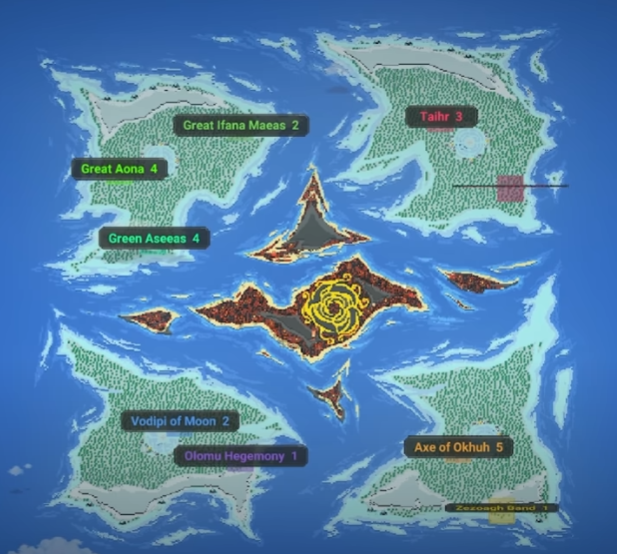 Taihr 3
Great Ifana Maeas 2
Great Aona 4
Green Aseeas 4
Vodipi of Moon 2
Axe of Okhuh 5
Olomu Hegemony 1
Zezoagh Band 1